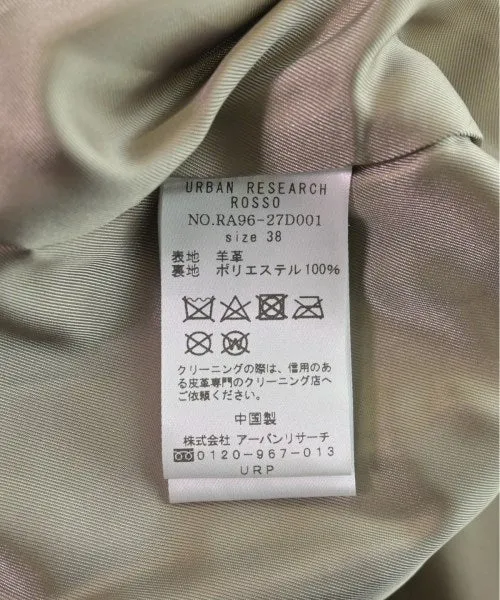 URBAN RESEARCH
ROSSO
NO.RA96-27D001
size 38
表地 羊革
裏地 ポリエステル100%
W
クリーニングの際は、信用のあ
る皮革専門のクリーニング店へ
ご依頼ください。
中国製
株式会社 アーバンリサーチ
0120-967-013
URP